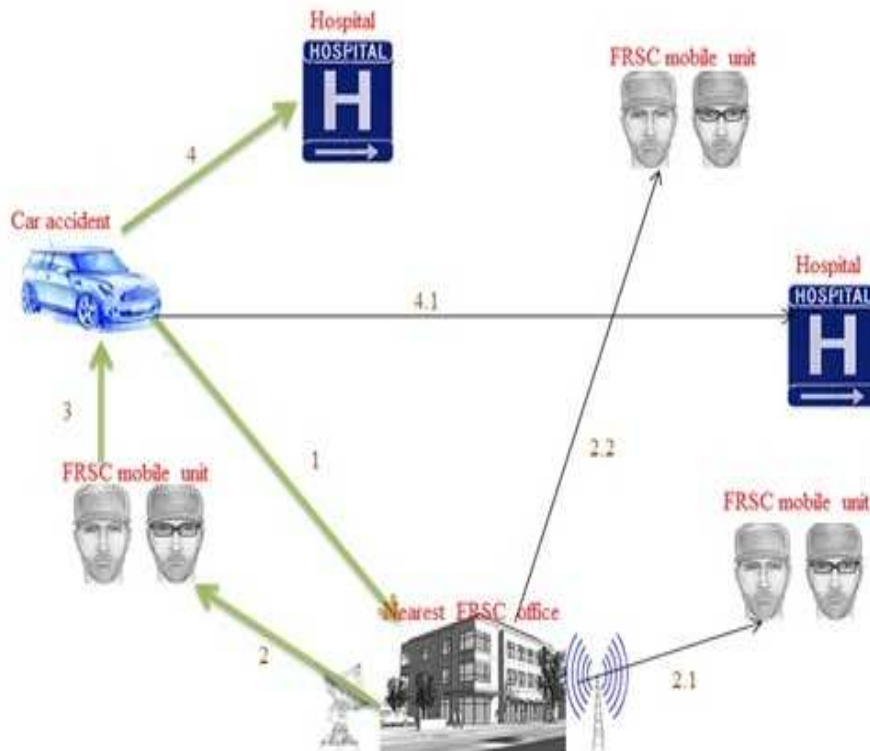 Hospital
HOSPITAL
H
FRSC mobile unit
4
Car accident
Hospital
HOSPITAL
H
4.1
3
1
2.2
FRSC mobile unit
FRSC mobile unit
Nearest FRSC office
2
2.1